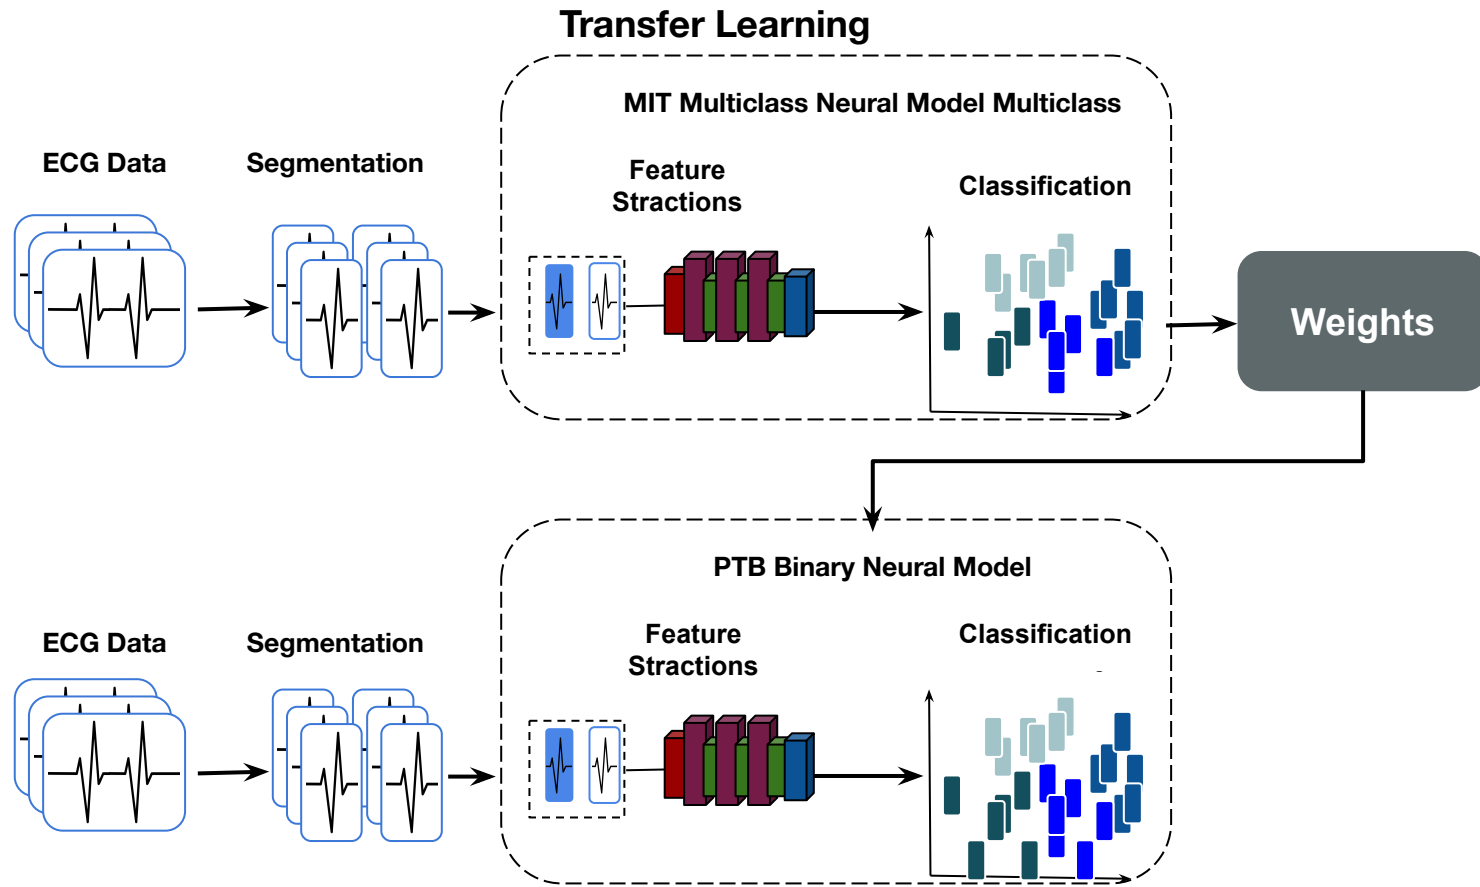 Transfer Learning
MIT Multiclass Neural Model Multiclass
ECG Data
Segmentation
Feature
Stractions
Classification
Weights
PTB Binary Neural Model
ECG Data
Segmentation
Feature
Stractions
Classification